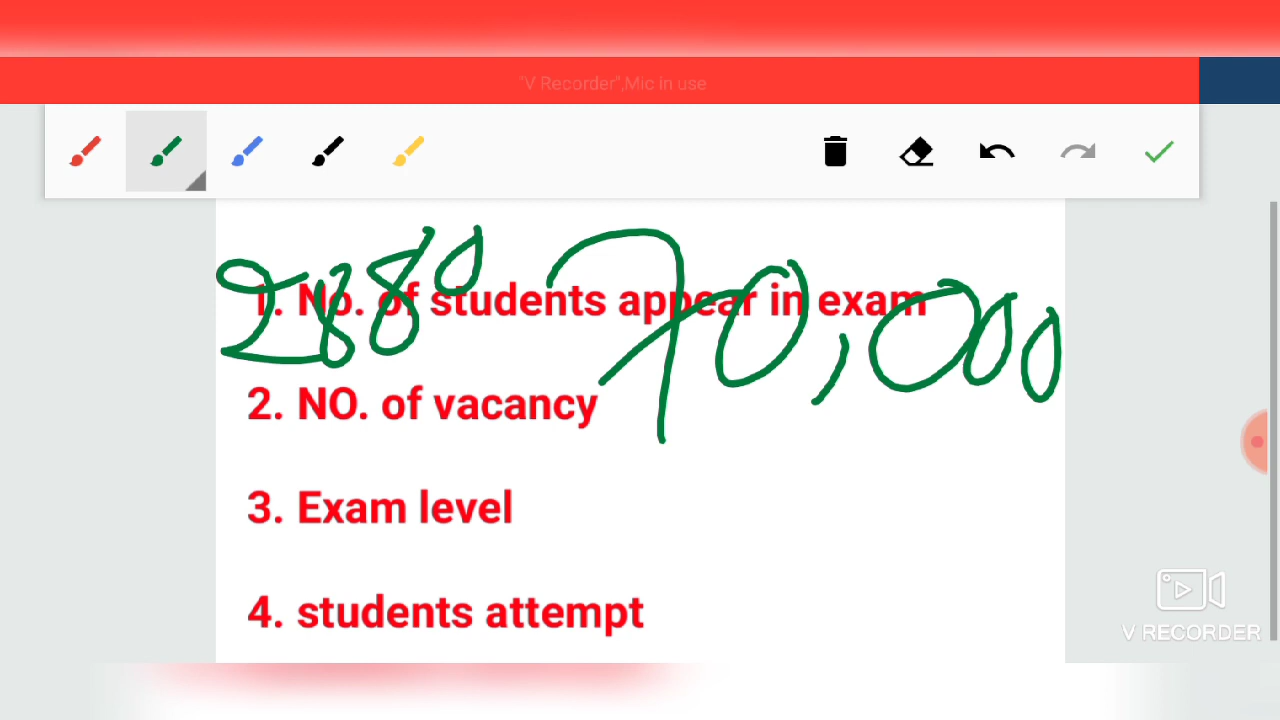 "V Recorder",Mic in use
2880 70,000
1. No. of students appear in exam
2. NO. of vacancy
3. Exam level
4. students attempt
V RECORDER